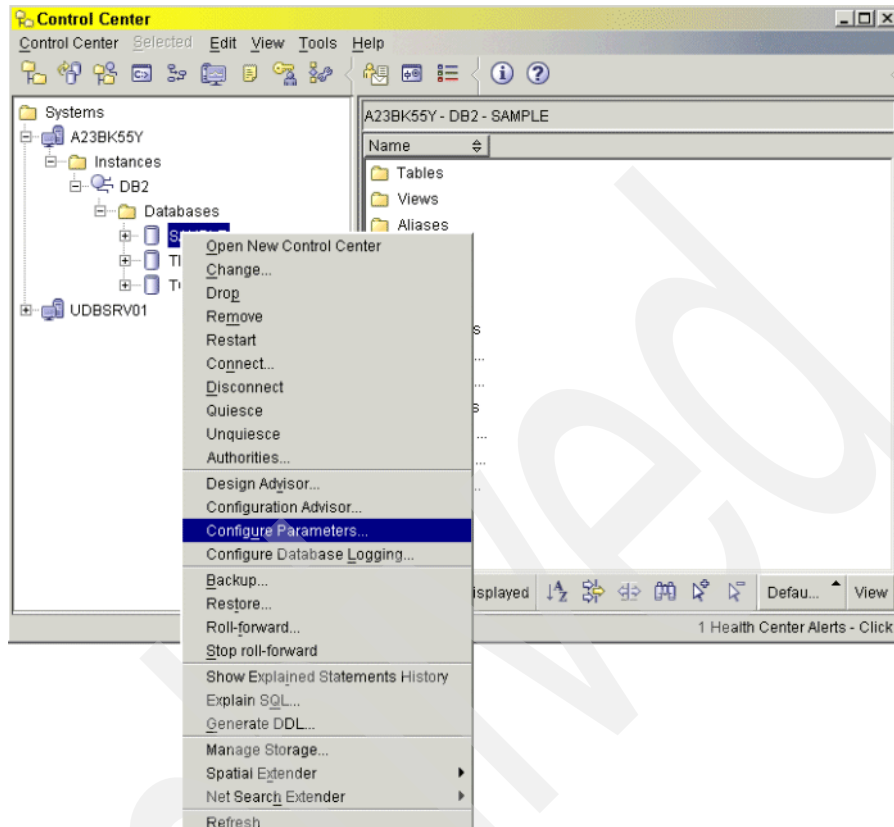 Control Center
Control Center Selected Edit View Tools Help
Systems
A23BK55Y
Instances
DB2
Databases
UDBSRV01
A23BK55Y - DB2 - SAMPLE
Name
Tables
Views
Aliases
Open New Control Center
Change...
Drop
Remove
Restart
Connect...
Disconnect
Quiesce
Unquiesce
Authorities...
Design Advisor...
Configuration Advisor...
Configure Parameters...
Configure Database Logging...
Backup...
Restore...
Roll-forward...
Stop roll-forward
Show Explained Statements History
Explain SQL...
Generate DDL...
Manage Storage...
Spatial Extender
Net Search Extender
Refresh
isplayed Defau... View
1 Health Center Alerts - Click